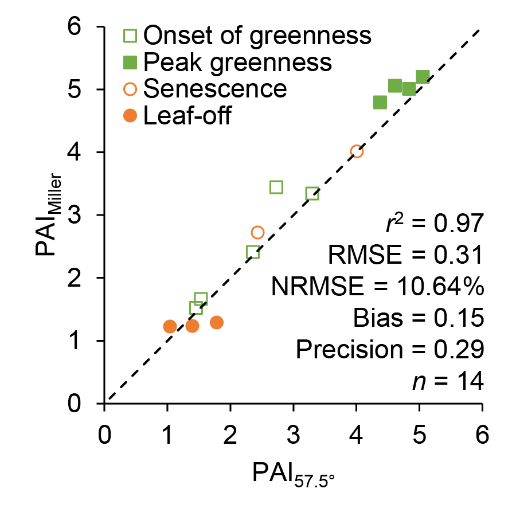 6
5
4
3
2
1
0
PAIMiller
Onset of greenness
Peak greenness
Senescence
Leaf-off
r² = 0.97
RMSE = 0.31
NRMSE = 10.64%
Bias = 0.15
Precision = 0.29
n = 14
0 1 2 3 4 5 6
PAI57.5°